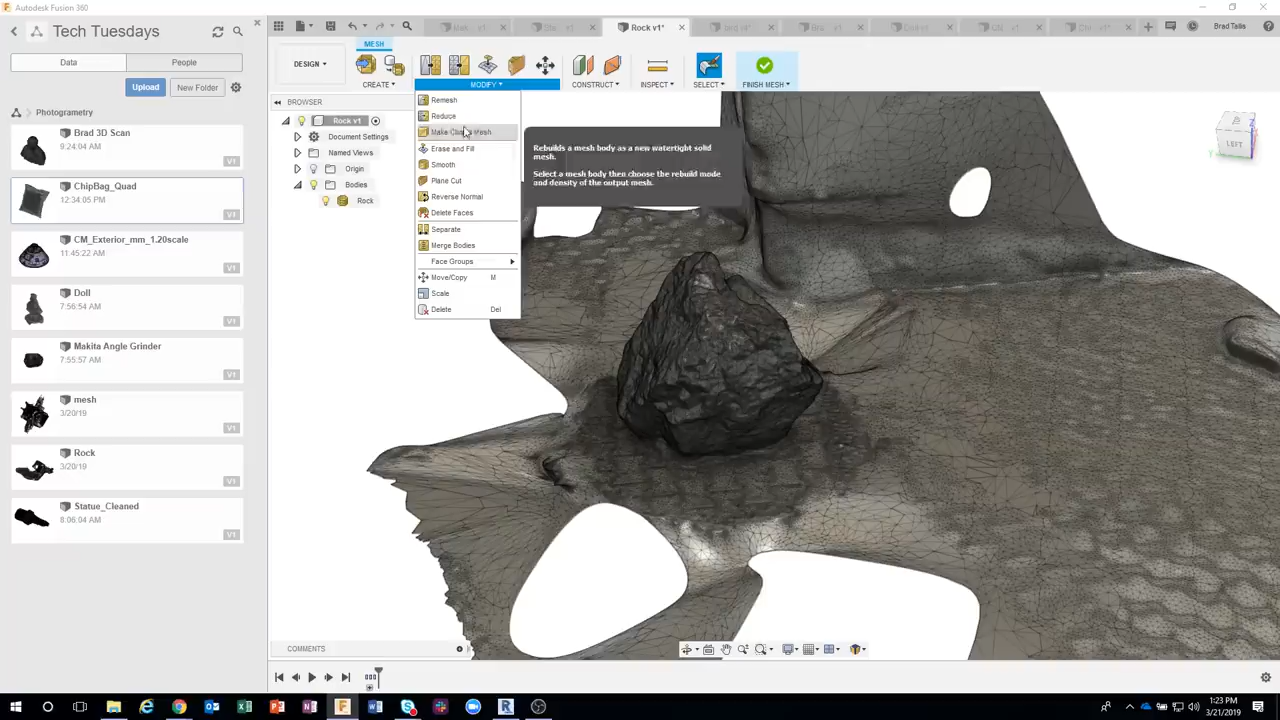 Autodesk Fusion 360
Tech Tuesdays
Data
People
Upload
New Folder
Photogrametry
Brad 3D Scan
9:24:04 AM
V1
ChipBag_Quad
12:34:05 PM
V1
CM_Exterior_mm_1.20scale
11:45:22 AM
V1
Doll
7:56:54 AM
V1
Makita Angle Grinder
7:55:57 AM
V1
mesh
3/20/19
V1
Rock
3/20/19
V1
Statue_Cleaned
8:06:04 AM
V1
Rock v1*
Brad Tallis
MESH
DESIGN
CREATE
MODIFY
CONSTRUCT
INSPECT
SELECT
FINISH MESH
BROWSER
Rock v1
Document Settings
Named Views
Origin
Bodies
Rock
Remesh
Reduce
Erase and Fill
Smooth
Plane Cut
Reverse Normal
Delete Faces
Separate
Merge Bodies
Face Groups
Move/Copy M
Scale
Delete Del
Rebuilds a mesh body as a new watertight solid
mesh.
Select a mesh body then choose the rebuild mode
and density of the output mesh.
LEFT
COMMENTS
1:23 PM
3/21/2019